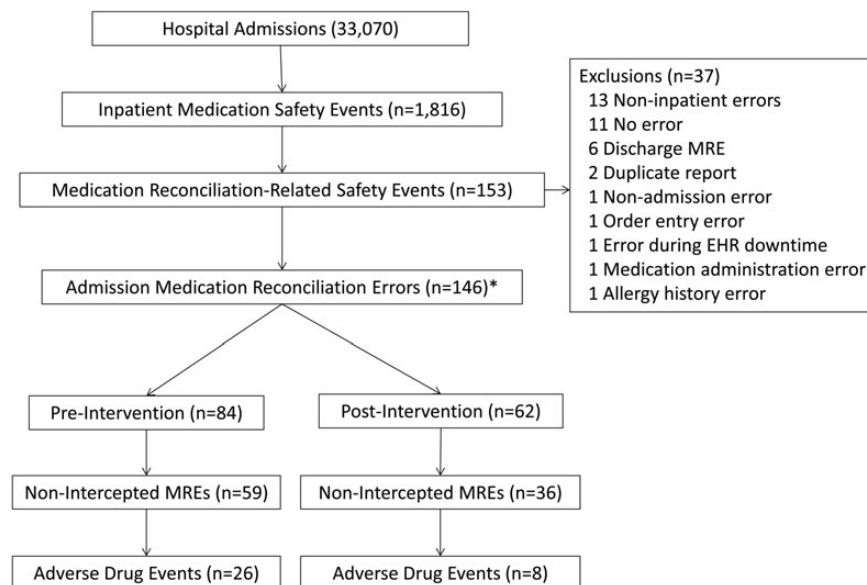 Hospital Admissions (33,070)
Inpatient Medication Safety Events (n=1,816)
Medication Reconciliation-Related Safety Events (n=153)
Exclusions (n=37)
13 Non-inpatient errors
11 No error
6 Discharge MRE
2 Duplicate report
1 Non-admission error
1 Order entry error
1 Error during EHR downtime
1 Medication administration error
1 Allergy history error
Admission Medication Reconciliation Errors (n=146)*
Pre-Intervention (n=84)
Post-Intervention (n=62)
Non-Intercepted MREs (n=59)
Non-Intercepted MREs (n=36)
Adverse Drug Events (n=26)
Adverse Drug Events (n=8)